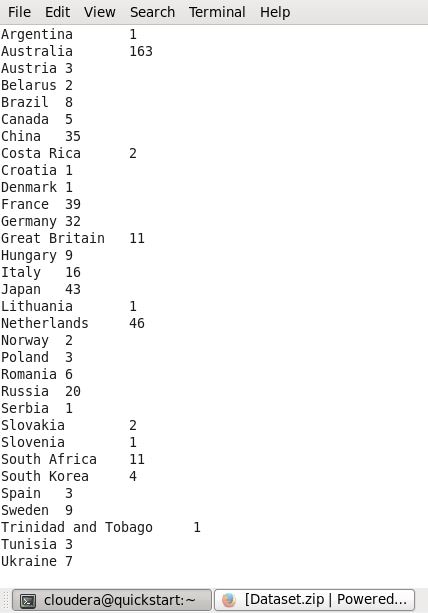 File Edit View Search Terminal Help
Argentina 1
Australia 163
Austria 3
Belarus 2
Brazil 8
Canada 5
China 35
Costa Rica 2
Croatia 1
Denmark 1
France 39
Germany 32
Great Britain 11
Hungary 9
Italy 16
Japan 43
Lithuania 1
Netherlands 46
Norway 2
Poland 3
Romania 6
Russia 20
Serbia 1
Slovakia 2
Slovenia 1
South Africa 11
South Korea 4
Spain 3
Sweden 9
Trinidad and Tobago 1
Tunisia 3
Ukraine 7
cloudera@quickstart:~ [Dataset.zip | Powered...